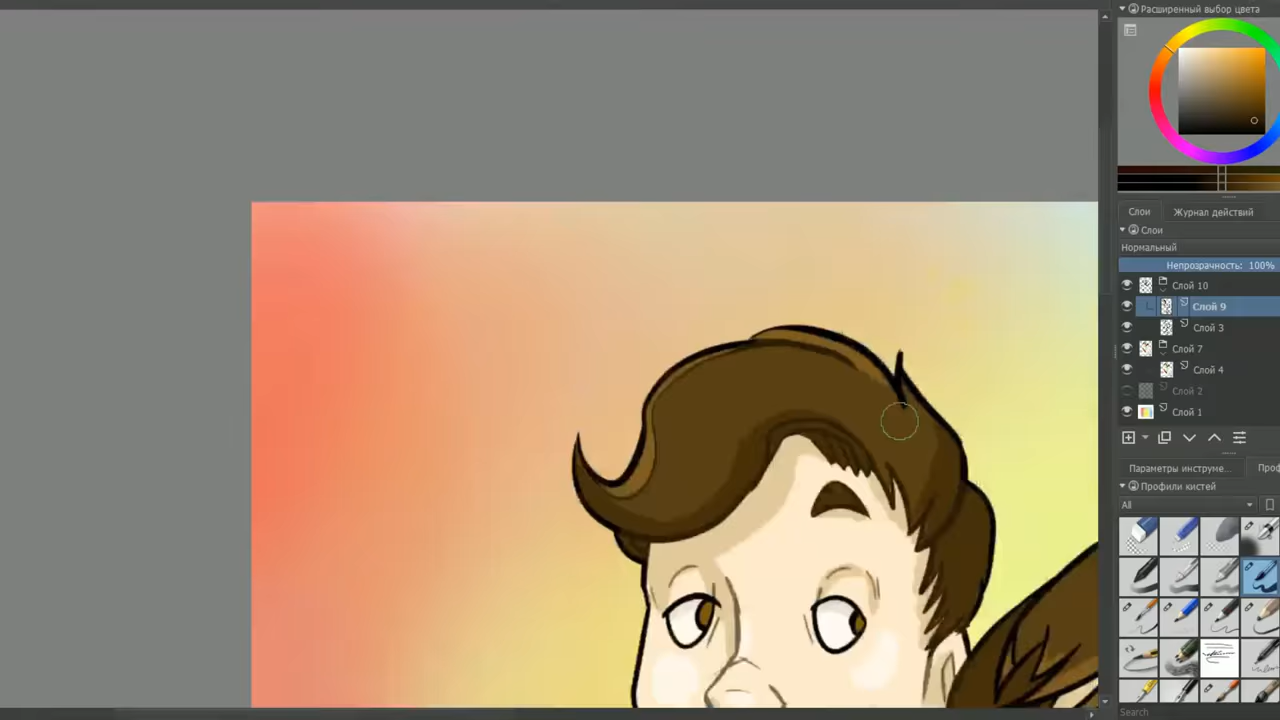 Расширенный выбор цвета
Слои
Журнал действий
Слои
Нормальный
Непрозрачность: 100%
Слой 10
Слой 9
Слой 3
Слой 7
Слой 4
Слой 2
Слой 1
Параметры инструме...
Проф
Профили кистей
All
Search